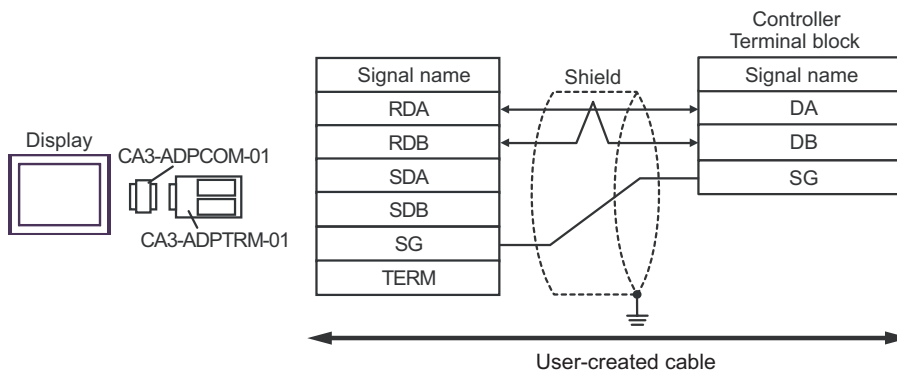 Controller
Terminal block
Signal name
Shield
Signal name
RDA
DA
Display
CA3-ADPCOM-01
RDB
DB
SDA
SG
SDB
CA3-ADPTRM-01
SG
TERM
User-created cable